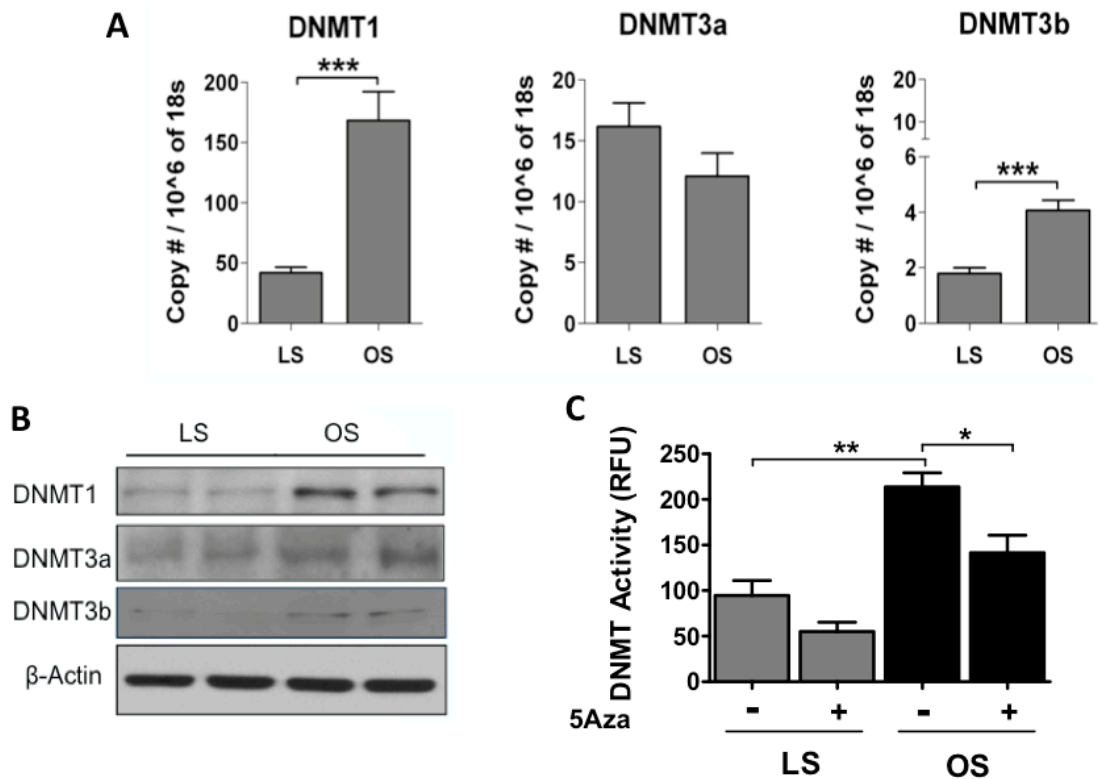 A
DNMT1
DNMT3a
DNMT3b
Copy # / 10^6 of 18s
200
150
100
50
0
***
LS
OS
Copy # / 10^6 of 18s
20
15
10
5
0
LS
OS
Copy # / 10^6 of 18s
20
10
6
4
2
0
***
LS
OS
B
LS
OS
DNMT1
DNMT3a
DNMT3b
β-Actin
C
DNMT Activity (RFU)
250
200
150
100
50
0
**
*
5Aza
- + - +
LS
OS